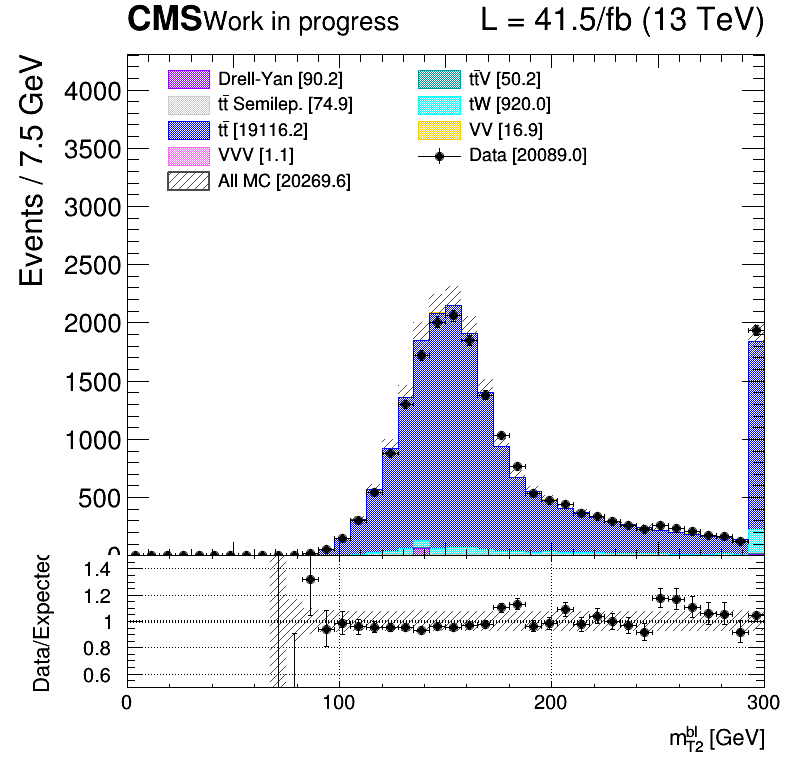 CMS Work in progress L = 41.5/fb (13 TeV)
Events / 7.5 GeV
Drell-Yan [90.2]
tt̄ Semilep. [74.9]
tt̄ [19116.2]
VVV [1.1]
All MC [20269.6]
tt̄V [50.2]
tW [920.0]
VV [16.9]
Data [20089.0]
4000
3500
3000
2500
2000
1500
1000
500
0
Data/Expected
1.4
1.2
1
0.8
0.6
0 100 200 300
m_{T2}^{bl} [GeV]